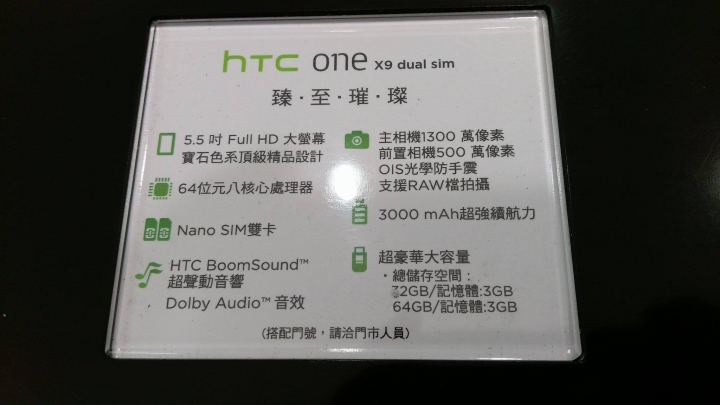 hTC one X9 dual sim
臻·至·璀·璨
5.5 吋 Full HD 大螢幕
寶石色系頂級精品設計
64位元八核心處理器
Nano SIM雙卡
HTC BoomSound™
超聲動音響
Dolby Audio™ 音效
主相機1300 萬像素
前置相機500 萬像素
OIS光學防手震
支援RAW檔拍攝
3000 mAh超強續航力
超豪華大容量
·總儲存空間:
32GB/記憶體:3GB
64GB/記憶體:3GB
(搭配門號,請洽門市人員)